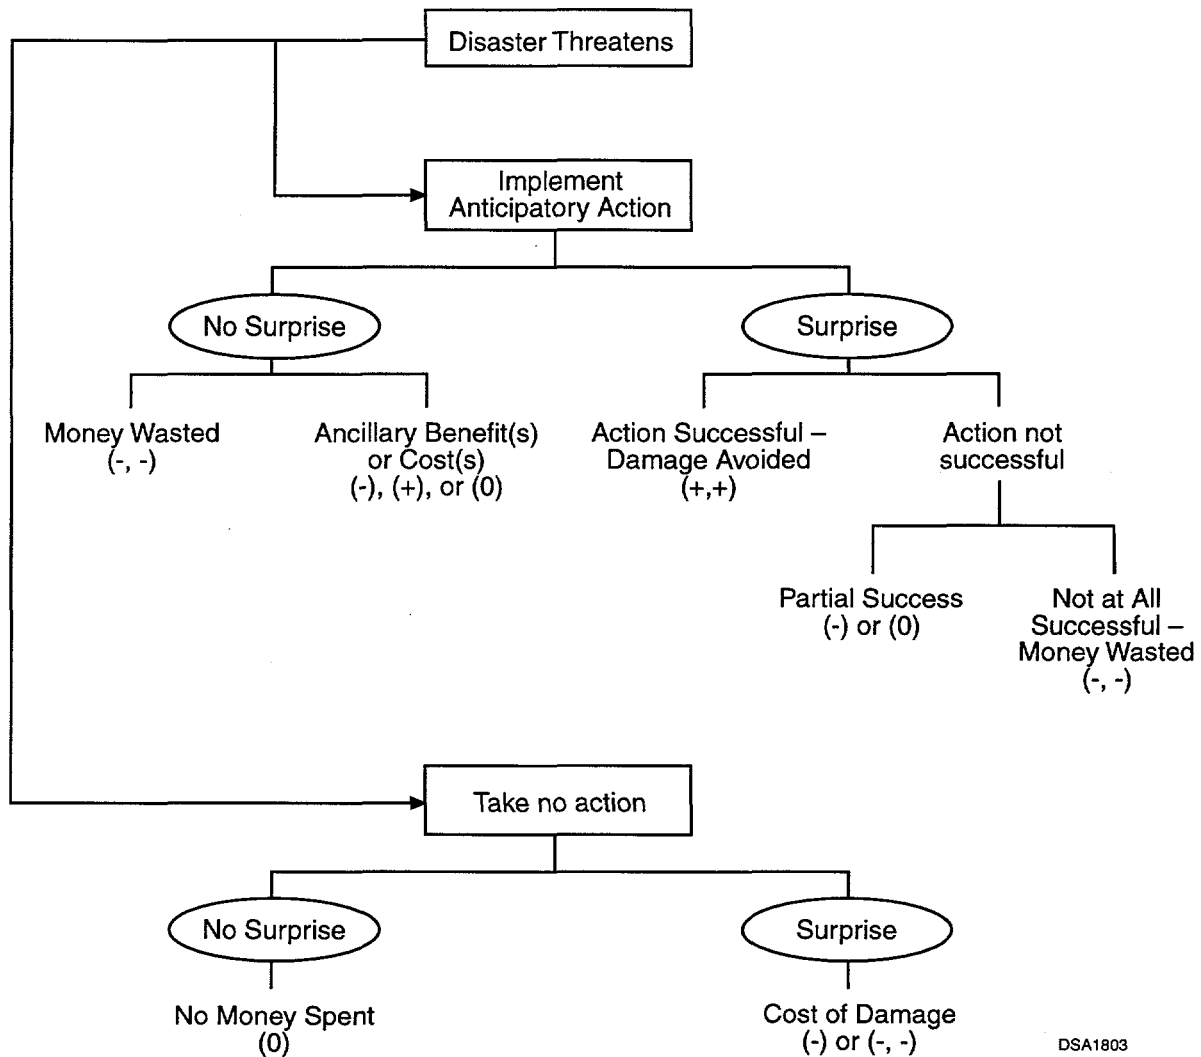 Disaster Threatens
Implement
Anticipatory Action
No Surprise
Surprise
Money Wasted
(-, -)
Ancillary Benefit(s)
or Cost(s)
(-), (+), or (0)
Action Successful –
Damage Avoided
(+,+)
Action not
successful
Partial Success
(-) or (0)
Not at All
Successful –
Money Wasted
(-, -)
Take no action
No Surprise
Surprise
No Money Spent
(0)
Cost of Damage
(-) or (-, -)
DSA1803